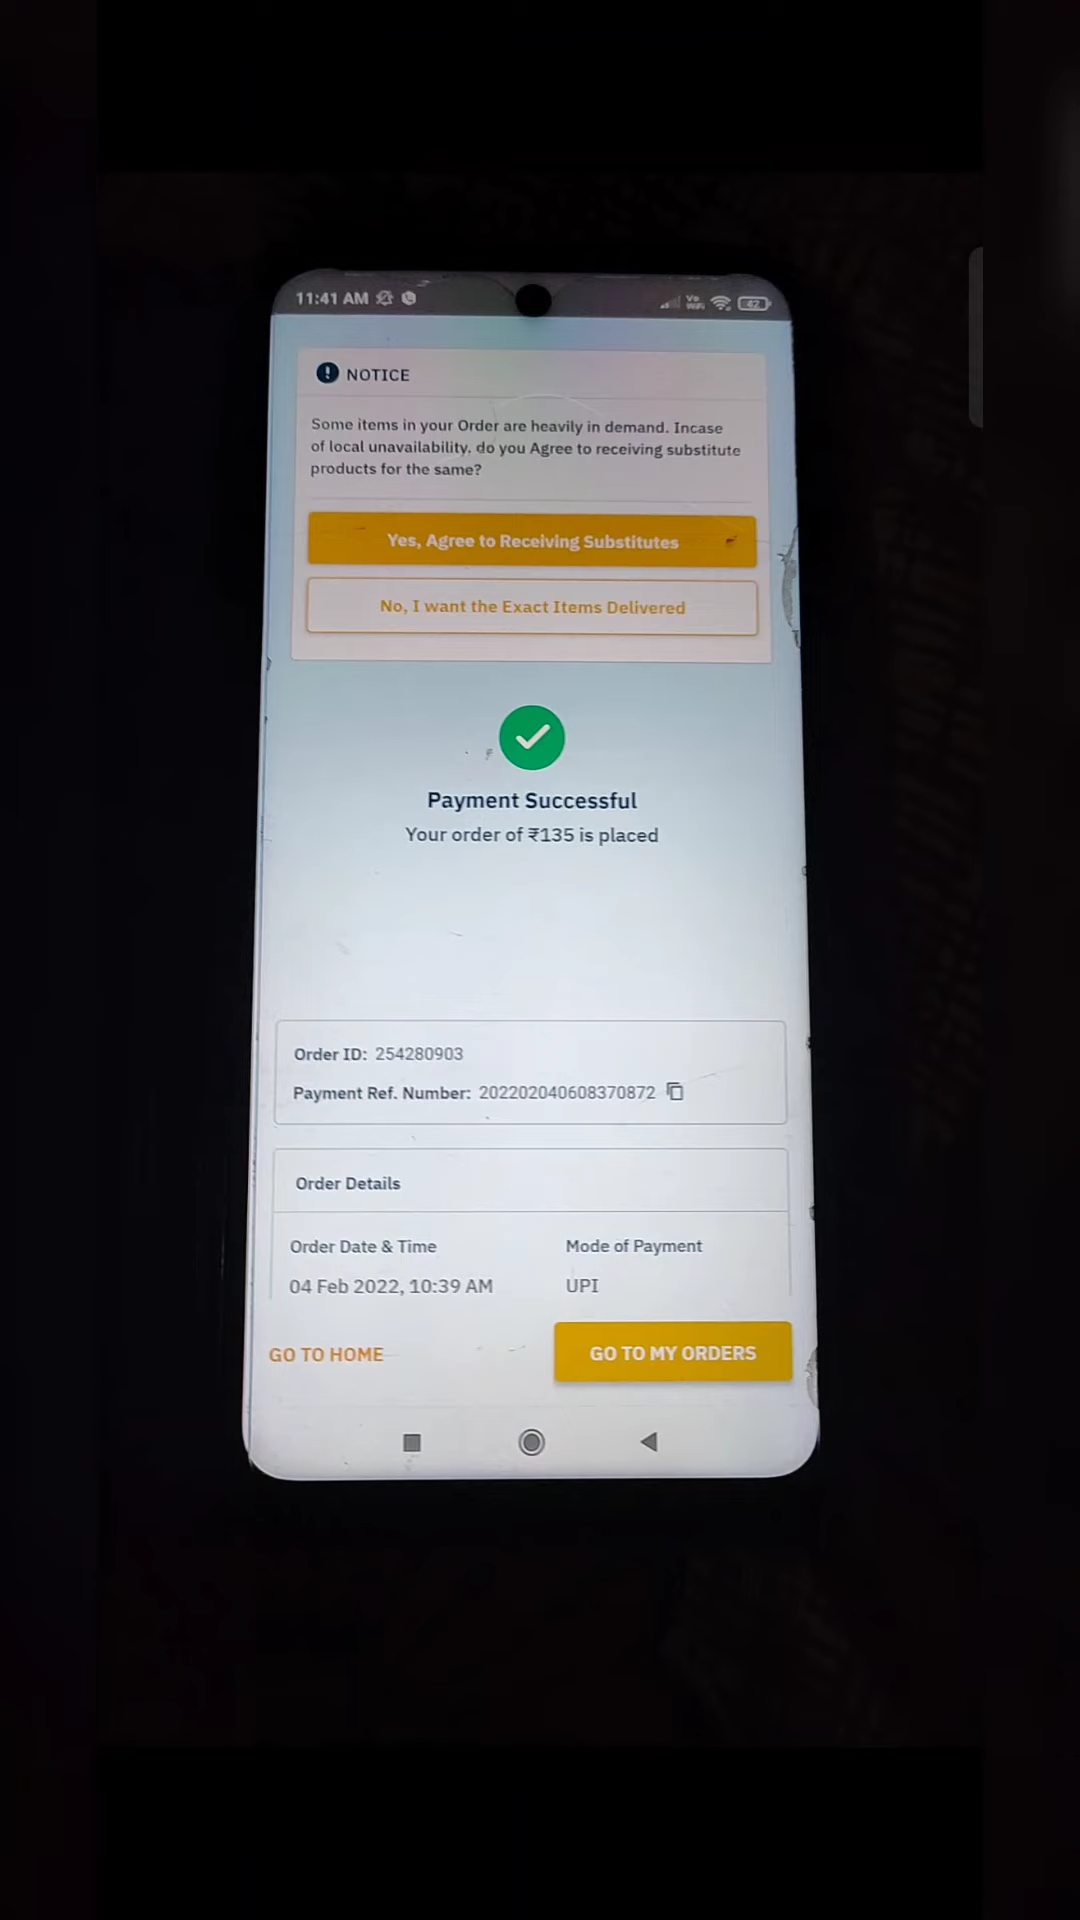 11:41 AM
Vo
WiFi
42
NOTICE
Some items in your Order are heavily in demand. Incase
of local unavailability, do you Agree to receiving substitute
products for the same?
Yes, Agree to Receiving Substitutes
No, I want the Exact Items Delivered
Payment Successful
Your order of ₹135 is placed
Order ID: 254280903
Payment Ref. Number: 202202040608370872
Order Details
Order Date & Time Mode of Payment
04 Feb 2022, 10:39 AM UPI
GO TO HOME GO TO MY ORDERS